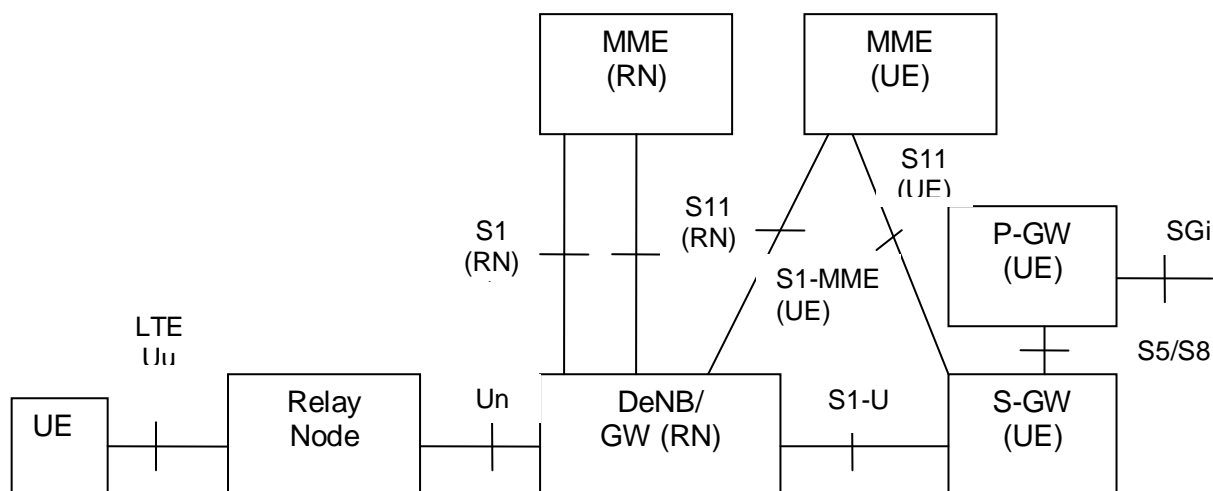 MME
(RN)
MME
(UE)
S11
(UE)
S1
(RN)
S11
(RN)
P-GW
(UE)
SGi
S1-MME
(UE)
LTE
Uu
S5/S8
UE
Relay
Node
Un
DeNB/
GW (RN)
S1-U
S-GW
(UE)